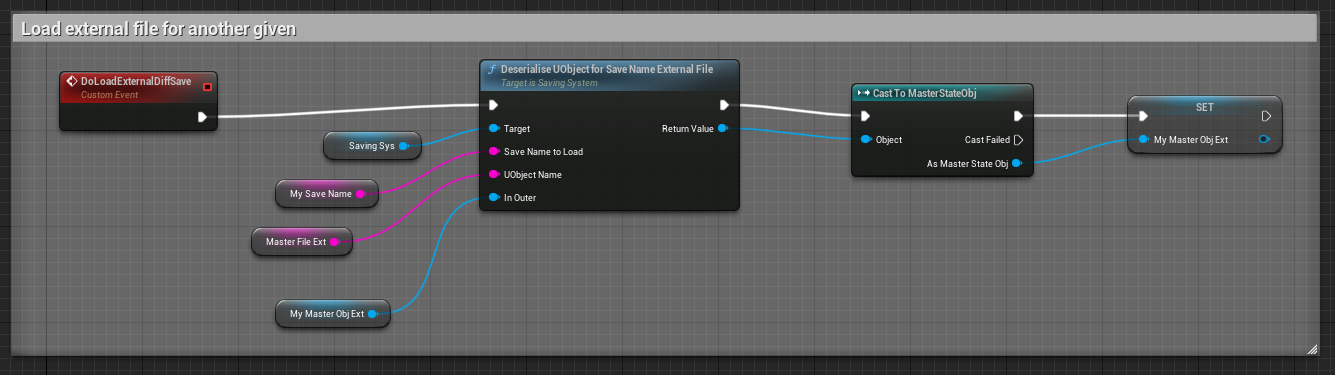 Load external file for another given
DoLoadExternalDiffSave
Custom Event
Saving Sys
My Save Name
Master File Ext
My Master Obj Ext
f Deserialise UObject for Save Name External File
Target is Saving System
Target
Return Value
Save Name to Load
UObject Name
In Outer
Cast To MasterStateObj
Object
Cast Failed
As Master State Obj
SET
My Master Obj Ext